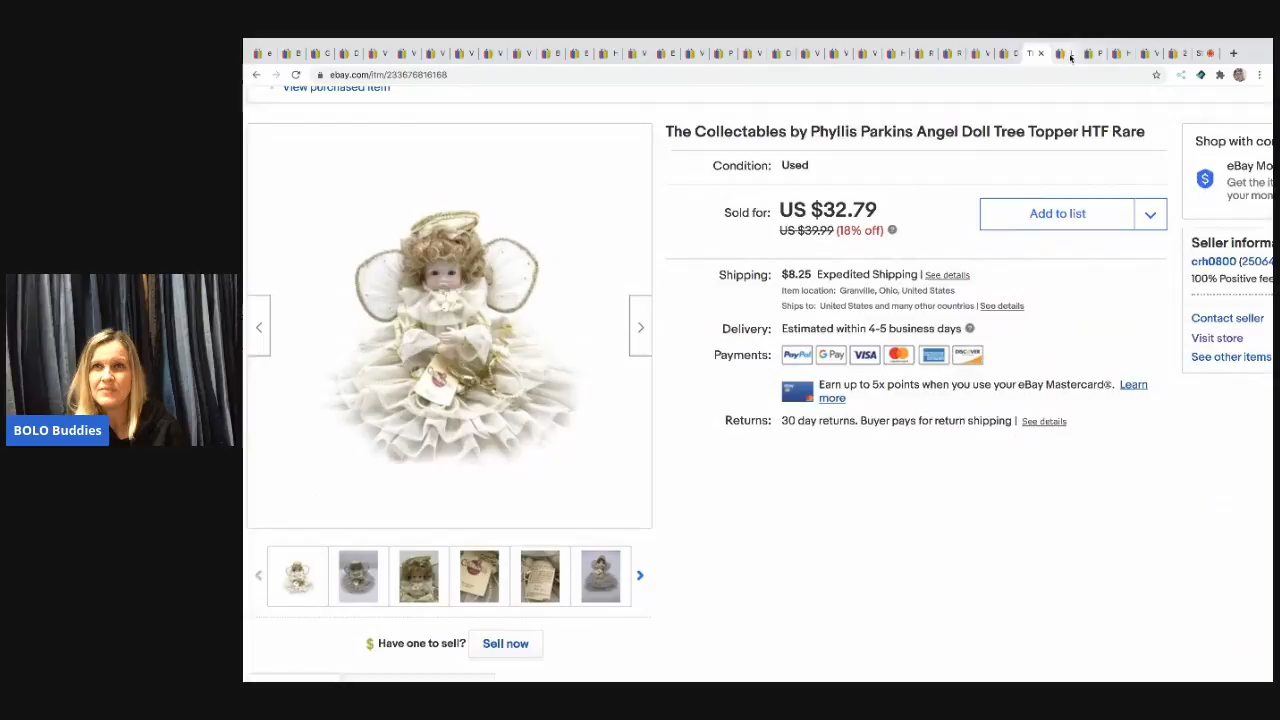 ebay.com/itm/233676816168
View purchased item
The Collectables by Phyllis Parkins Angel Doll Tree Topper HTF Rare
Condition: Used
Sold for: US $32.79
US $39.99 (18% off)
Add to list
Shipping: $8.25 Expedited Shipping | See details
Item location: Granville, Ohio, United States
Ships to: United States and many other countries | See details
Delivery: Estimated within 4-5 business days
Payments: PayPal G Pay VISA DISCOVER
Earn up to 5x points when you use your eBay Mastercard®. Learn
more
Returns: 30 day returns. Buyer pays for return shipping | See details
Shop with co
eBay Mo
Get the it
your mon
Seller informa
crh0800 (25064
100% Positive fee
Contact seller
Visit store
See other items
Have one to sell? Sell now
BOLO Buddies